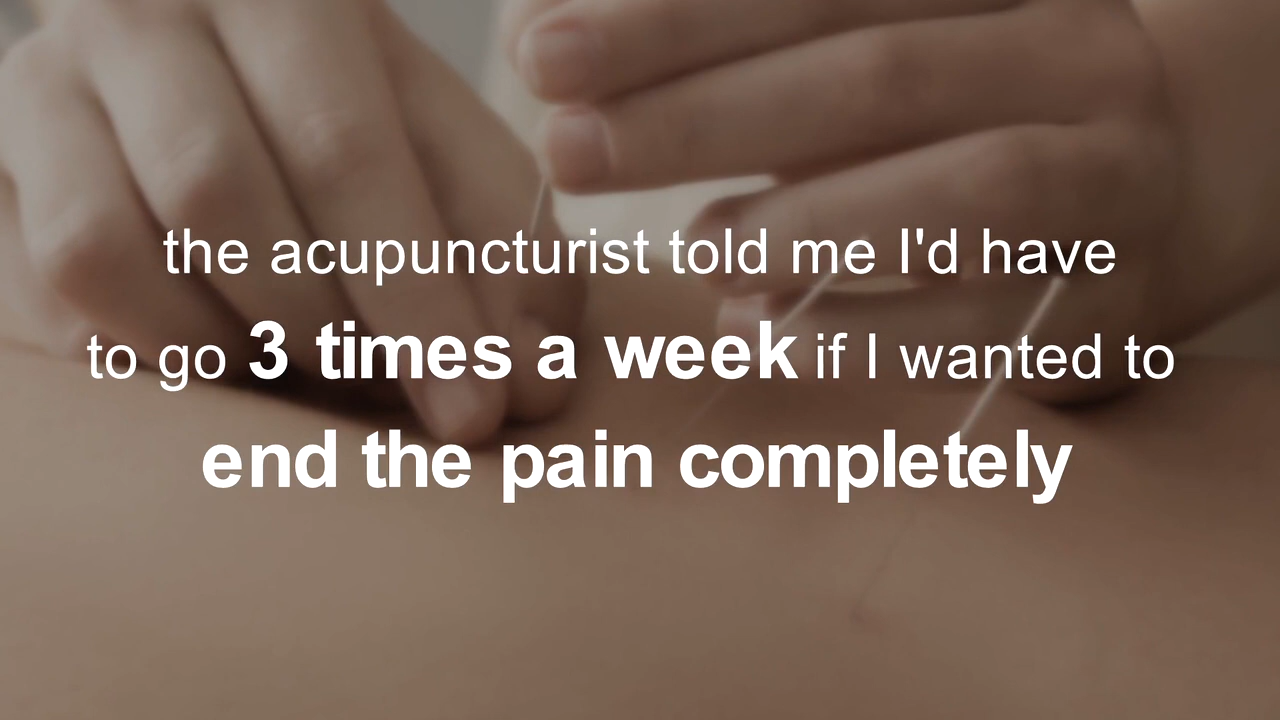 the acupuncturist told me I'd have
to go 3 times a week if I wanted to
end the pain completely